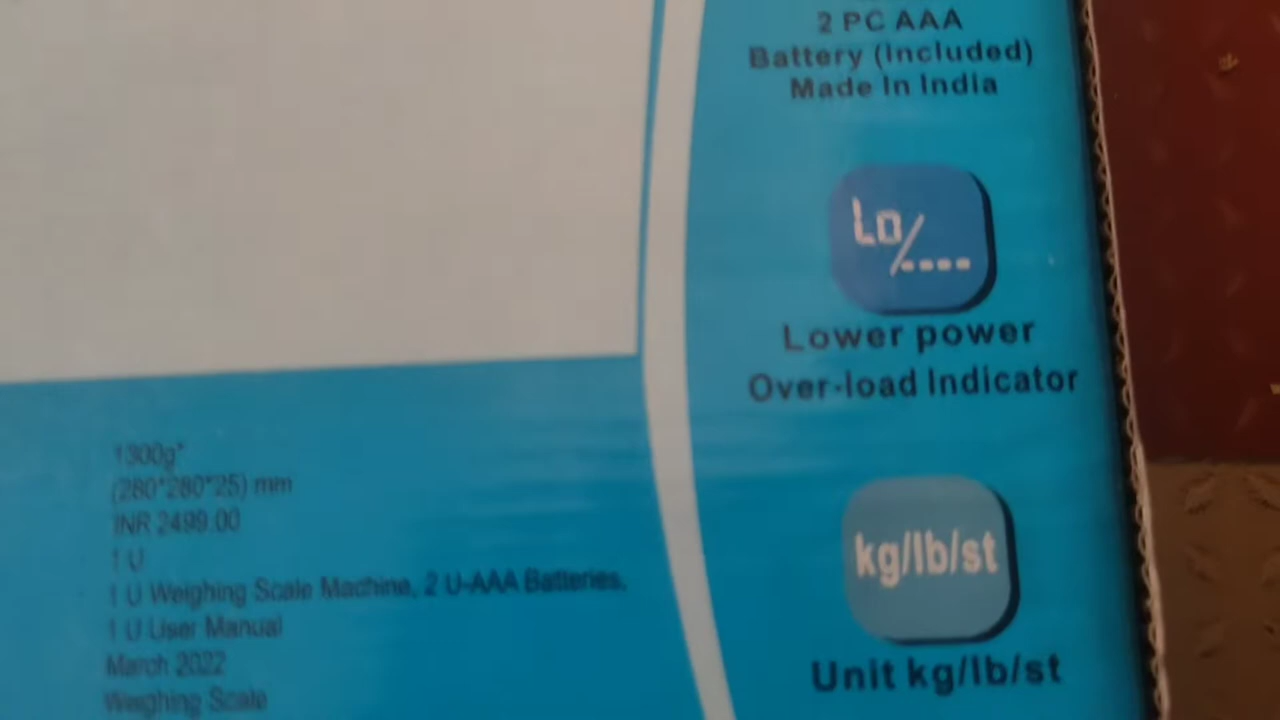 2 PC AAA
Battery (Included)
Made In India
Lo/----
Lower power
Over-load Indicator
kg/lb/st
Unit kg/lb/st
1300g*
(280*280*25) mm
INR 2499.00
1 U
1 U Weighing Scale Machine, 2 U-AAA Batteries,
1 U User Manual
March 2022
Weighing Scale